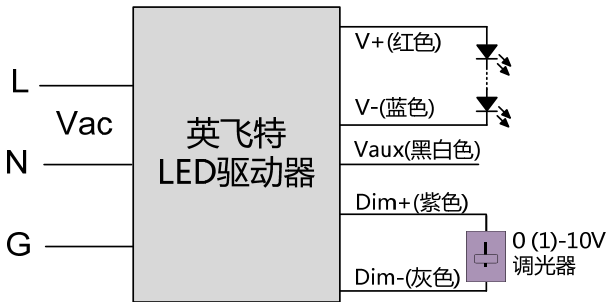 L
Vac
N
G
英飞特
LED驱动器
V+(红色)
V-(蓝色)
Vaux(黑白色)
Dim+(紫色)
Dim-(灰色)
0 (1)-10V
调光器